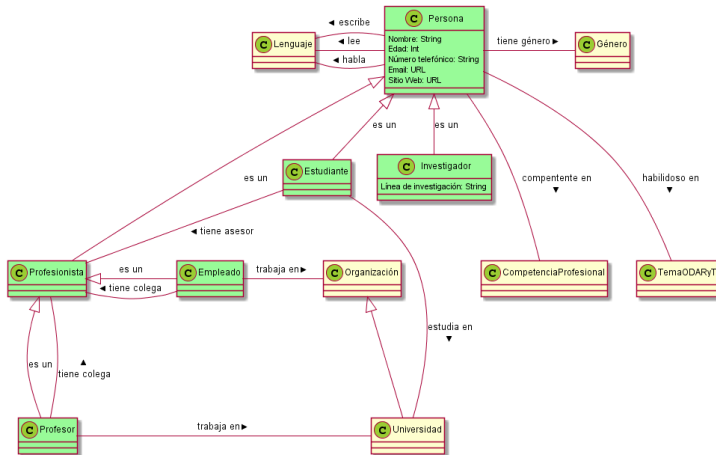 ◄ escribe
C Persona
C Lenguaje
◄ lee
◄ habla
Nombre: String
Edad: Int
Número telefónico: String
Email: URL
Sitio Web: URL
tiene género ►
C Género
es un
es un
es un
C Estudiante
C Investigador
Línea de investigación: String
compentente en
▼
habilidoso en
▼
◄ tiene asesor
C Profesionista
es un
◄ tiene colega
C Empleado
trabaja en ►
C Organización
C CompetenciaProfesional
C TemaODARyT
estudia en
▼
es un
▲
tiene colega
C Profesor
trabaja en ►
C Universidad